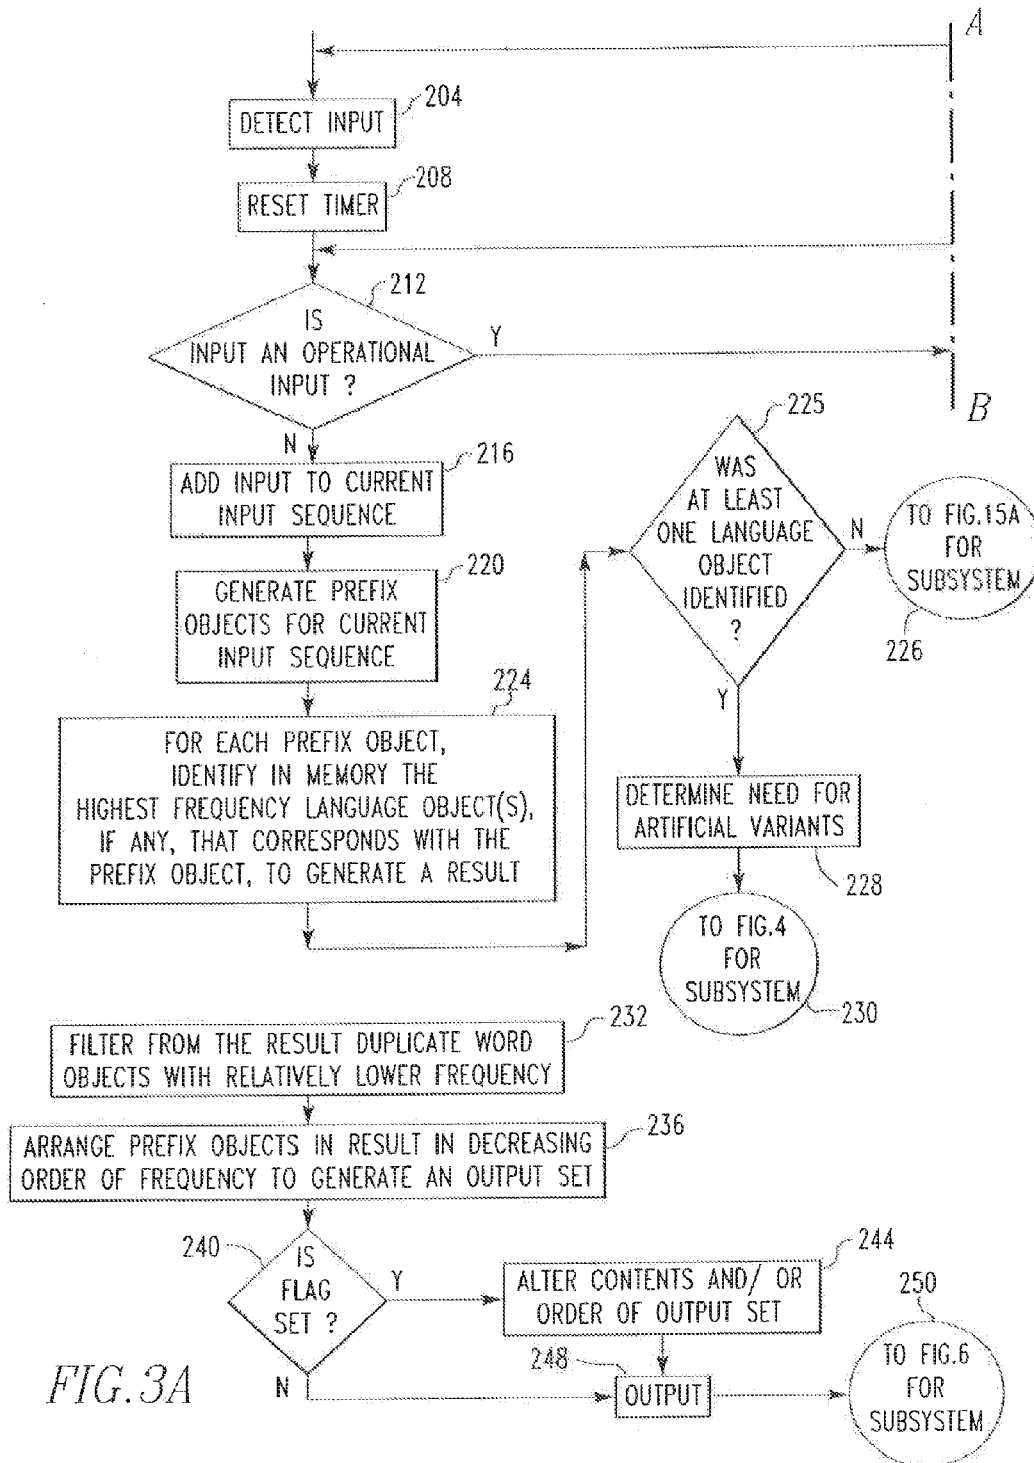 A
204
DETECT INPUT
208
RESET TIMER
212
IS
INPUT AN OPERATIONAL
INPUT ?
Y
B
N
216
ADD INPUT TO CURRENT
INPUT SEQUENCE
220
GENERATE PREFIX
OBJECTS FOR CURRENT
INPUT SEQUENCE
224
FOR EACH PREFIX OBJECT,
IDENTIFY IN MEMORY THE
HIGHEST FREQUENCY LANGUAGE OBJECT(S),
IF ANY, THAT CORRESPONDS WITH THE
PREFIX OBJECT, TO GENERATE A RESULT
225
WAS
AT LEAST
ONE LANGUAGE
OBJECT
IDENTIFIED
?
N
TO FIG.15A
FOR
SUBSYSTEM
226
Y
DETERMINE NEED FOR
ARTIFICIAL VARIANTS
228
TO FIG.4
FOR
SUBSYSTEM
230
232
FILTER FROM THE RESULT DUPLICATE WORD
OBJECTS WITH RELATIVELY LOWER FREQUENCY
236
ARRANGE PREFIX OBJECTS IN RESULT IN DECREASING
ORDER OF FREQUENCY TO GENERATE AN OUTPUT SET
240
IS
FLAG
SET ?
Y
244
ALTER CONTENTS AND/ OR
ORDER OF OUTPUT SET
N
248
OUTPUT
250
TO FIG.6
FOR
SUBSYSTEM
FIG.3A